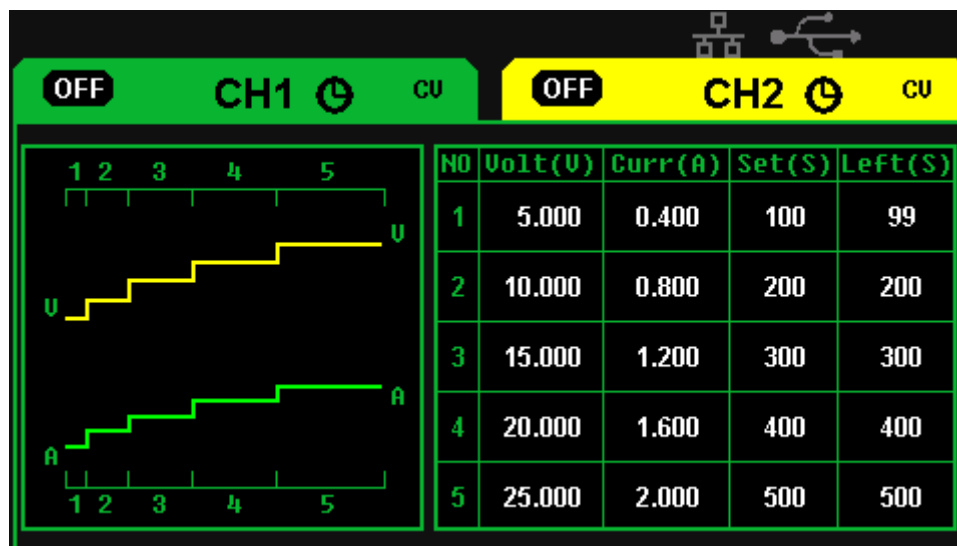 OFF CH1 CV OFF CH2 CV
1 2 3 4 5
V
V
A
A
1 2 3 4 5
NO Volt(V) Curr(A) Set(S) Left(S)
1 5.000 0.400 100 99
2 10.000 0.800 200 200
3 15.000 1.200 300 300
4 20.000 1.600 400 400
5 25.000 2.000 500 500